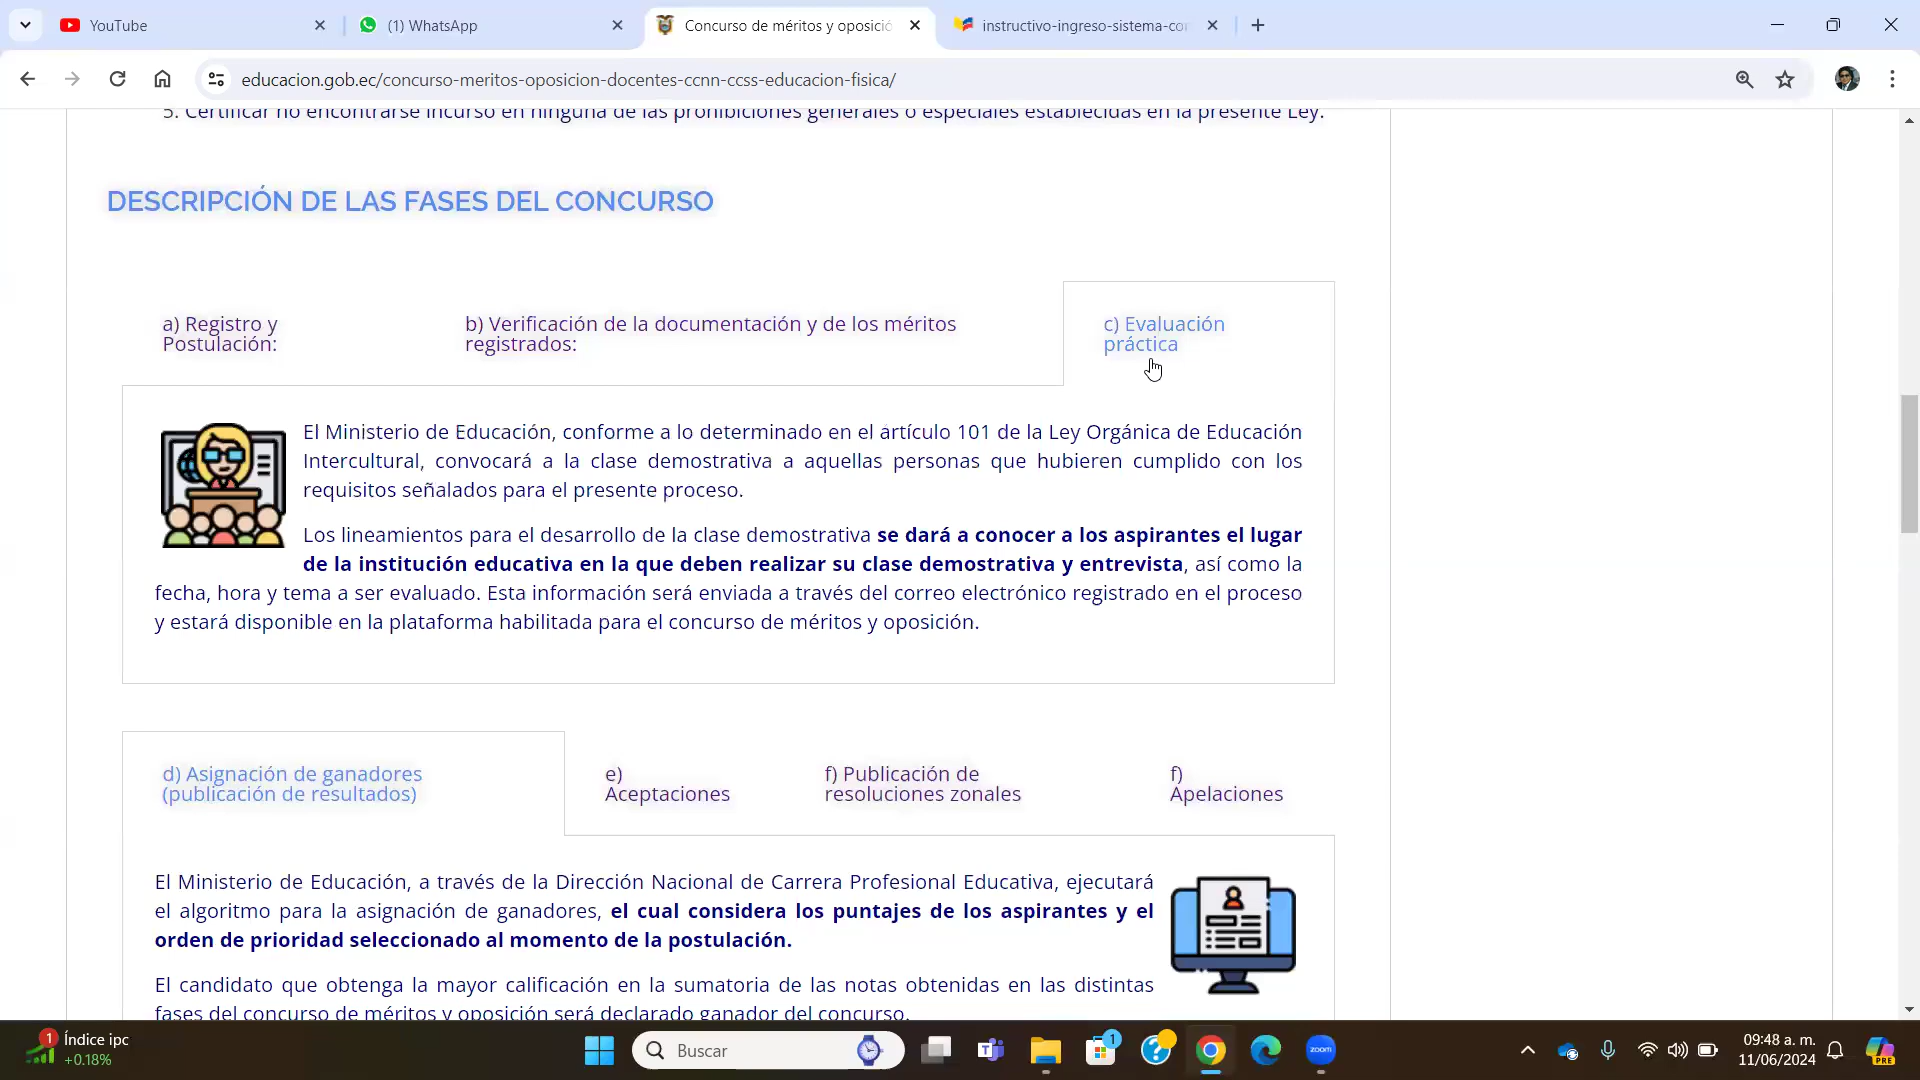 YouTube
(1) WhatsApp
Concurso de méritos y oposició
instructivo-ingreso-sistema-con
educacion.gob.ec/concurso-meritos-oposicion-docentes-ccnn-ccss-educacion-fisica/
5. Certificar no encontrarse incurso en ninguna de las prohibiciones generales o especiales establecidas en la presente Ley.
DESCRIPCIÓN DE LAS FASES DEL CONCURSO
a) Registro y
Postulación:
b) Verificación de la documentación y de los méritos
registrados:
c) Evaluación
práctica
El Ministerio de Educación, conforme a lo determinado en el artículo 101 de la Ley Orgánica de Educación
Intercultural, convocará a la clase demostrativa a aquellas personas que hubieren cumplido con los
requisitos señalados para el presente proceso.
Los lineamientos para el desarrollo de la clase demostrativa se dará a conocer a los aspirantes el lugar
de la institución educativa en la que deben realizar su clase demostrativa y entrevista, así como la
fecha, hora y tema a ser evaluado. Esta información será enviada a través del correo electrónico registrado en el proceso
y estará disponible en la plataforma habilitada para el concurso de méritos y oposición.
d) Asignación de ganadores
(publicación de resultados)
e)
Aceptaciones
f) Publicación de
resoluciones zonales
f)
Apelaciones
El Ministerio de Educación, a través de la Dirección Nacional de Carrera Profesional Educativa, ejecutará
el algoritmo para la asignación de ganadores, el cual considera los puntajes de los aspirantes y el
orden de prioridad seleccionado al momento de la postulación.
El candidato que obtenga la mayor calificación en la sumatoria de las notas obtenidas en las distintas
fases del concurso de méritos y oposición será declarado ganador del concurso.
1
Índice ipc
+0.18%
Buscar
1
zoom
09:48 a. m.
11/06/2024
PRE